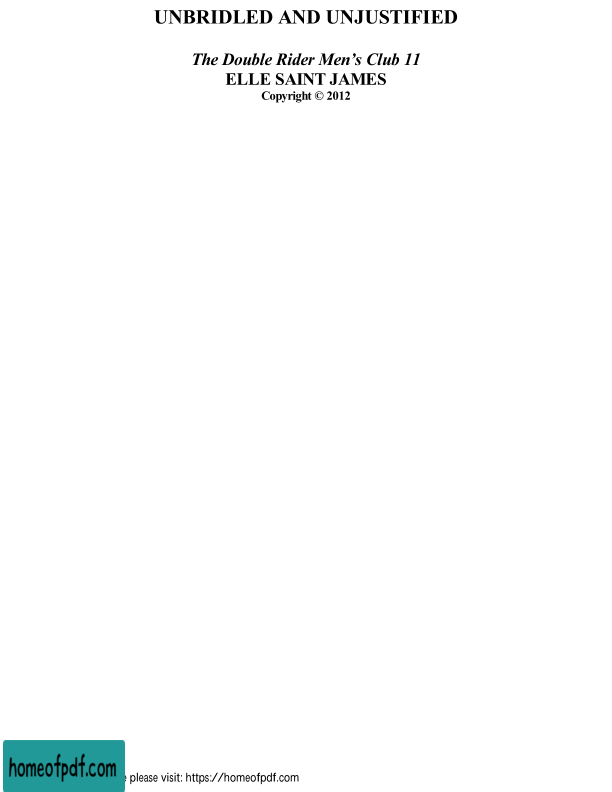 UNBRIDLED AND UNJUSTIFIED
The Double Rider Men's Club 11
ELLE SAINT JAMES
Copyright © 2012
homeofpdf.com
please visit: https://homeofpdf.com